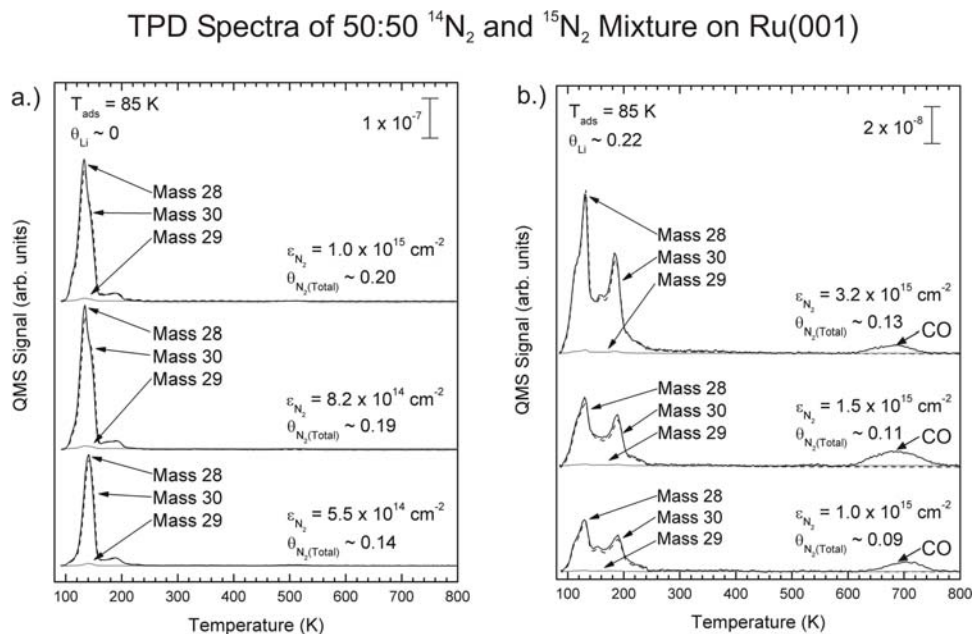 TPD Spectra of 50:50 ¹⁴N₂ and ¹⁵N₂ Mixture on Ru(001)
a.)
T_ads = 85 K
θ_Li ~ 0
1 x 10⁻⁷
Mass 28
Mass 30
Mass 29
ε_N₂ = 1.0 x 10¹⁵ cm⁻²
θ_N₂(Total) ~ 0.20
Mass 28
Mass 30
Mass 29
ε_N₂ = 8.2 x 10¹⁴ cm⁻²
θ_N₂(Total) ~ 0.19
Mass 28
Mass 30
Mass 29
ε_N₂ = 5.5 x 10¹⁴ cm⁻²
θ_N₂(Total) ~ 0.14
QMS Signal (arb. units)
100 200 300 400 500 600 700 800
Temperature (K)
b.)
T_ads = 85 K
θ_Li ~ 0.22
2 x 10⁻⁸
Mass 28
Mass 30
Mass 29
ε_N₂ = 3.2 x 10¹⁵ cm⁻²
θ_N₂(Total) ~ 0.13
CO
Mass 28
Mass 30
Mass 29
ε_N₂ = 1.5 x 10¹⁵ cm⁻²
θ_N₂(Total) ~ 0.11
CO
Mass 28
Mass 30
Mass 29
ε_N₂ = 1.0 x 10¹⁵ cm⁻²
θ_N₂(Total) ~ 0.09
CO
QMS Signal (arb. units)
100 200 300 400 500 600 700 800
Temperature (K)